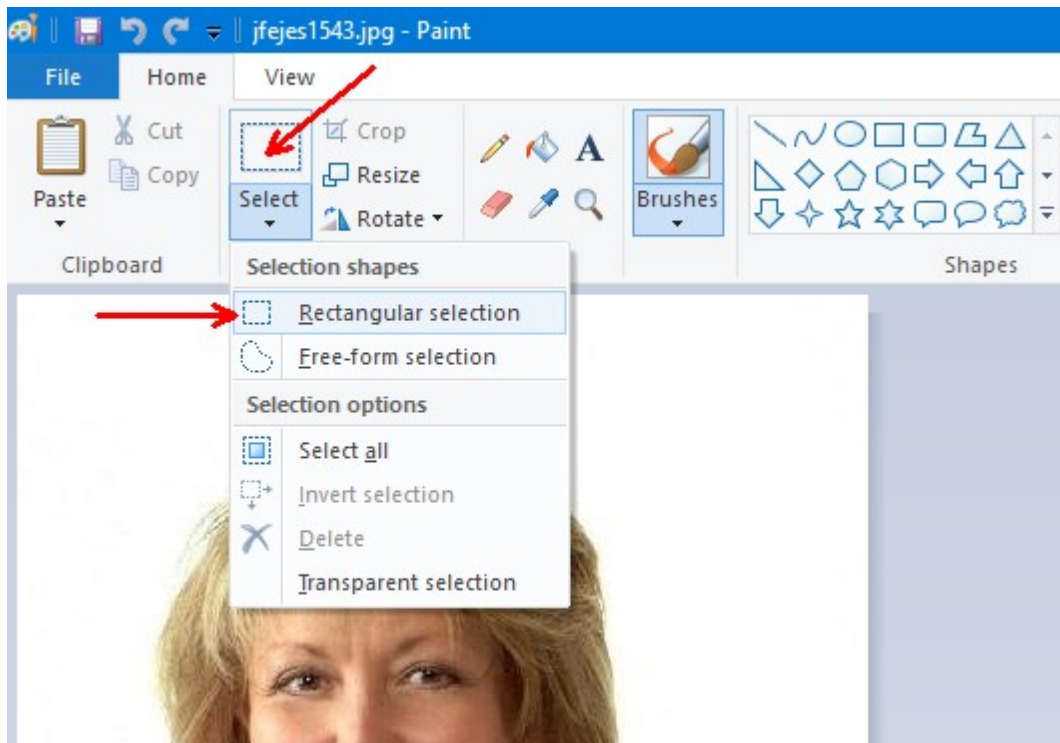 jfejes1543.jpg - Paint
File Home View
Paste
Cut
Copy
Clipboard
Select
Crop
Resize
Rotate
A
Brushes
Shapes
Selection shapes
Rectangular selection
Free-form selection
Selection options
Select all
Invert selection
Delete
Transparent selection